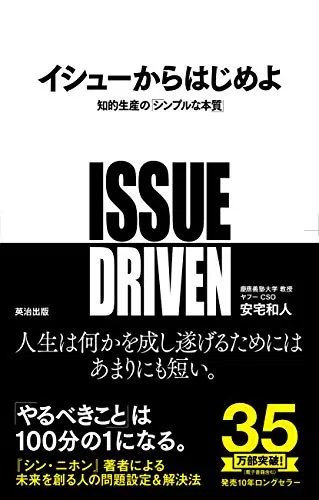 イシューからはじめよ
知的生産の「シンプルな本質」
ISSUE
DRIVEN
慶應義塾大学 教授
ヤフー CSO
安宅和人
英治出版
人生は何かを成し遂げるためには
あまりにも短い。
「やるべきこと」は
100分の1になる。
『シン・ニホン』著者による
未来を創る人の問題設定&解決法
35
万部突破!
(電子書籍含む)
発売10年ロングセラー